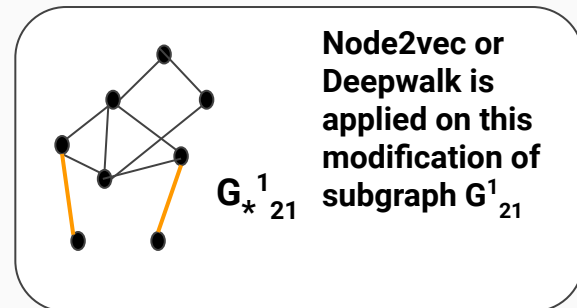 Node2vec or
Deepwalk is
applied on this
modification of
subgraph G¹₂₁
G*¹₂₁